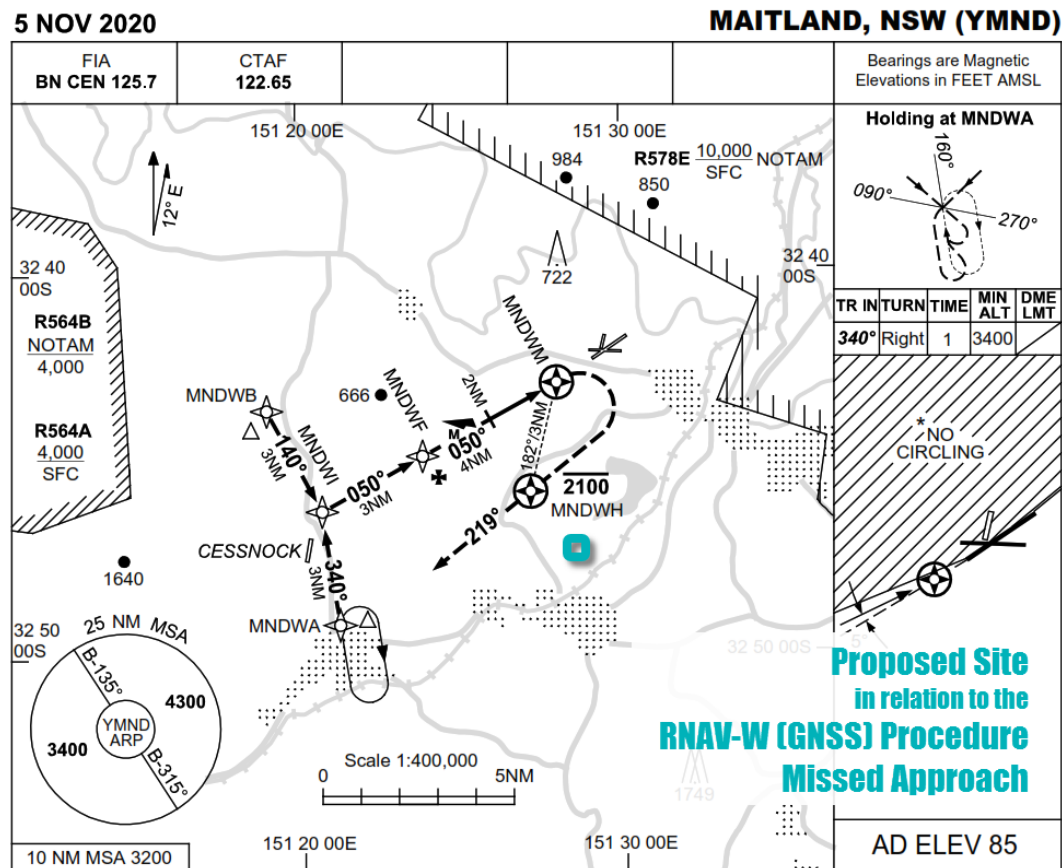 5 NOV 2020
MAITLAND, NSW (YMND)
FIA
BN CEN 125.7
CTAF
122.65
Bearings are Magnetic
Elevations in FEET AMSL
151 20 00E
151 30 00E
984
850
R578E 10,000 NOTAM
SFC
12° E
722
32 40
00S
32 40
00S
R564B
NOTAM
4,000
R564A
4,000
SFC
MNDWB
MNDWI
666
MNDWF
MNDWM
2NM
M
140°
3NM
050°
3NM
050°
4NM
182°/3NM
2100
MNDWH
219°
CESSNOCK
340°
3NM
1640
MNDWA
32 50
00S
32 50 00S
25 NM MSA
B-135°
4300
YMND
ARP
3400
B-315°
Scale 1:400,000
0
5NM
1749
151 20 00E
151 30 00E
10 NM MSA 3200
Holding at MNDWA
160°
090°
270°
TR IN TURN TIME MIN ALT DME LMT
340° Right 1 3400
* NO
CIRCLING
5°
Proposed Site
in relation to the
RNAV-W (GNSS) Procedure
Missed Approach
AD ELEV 85